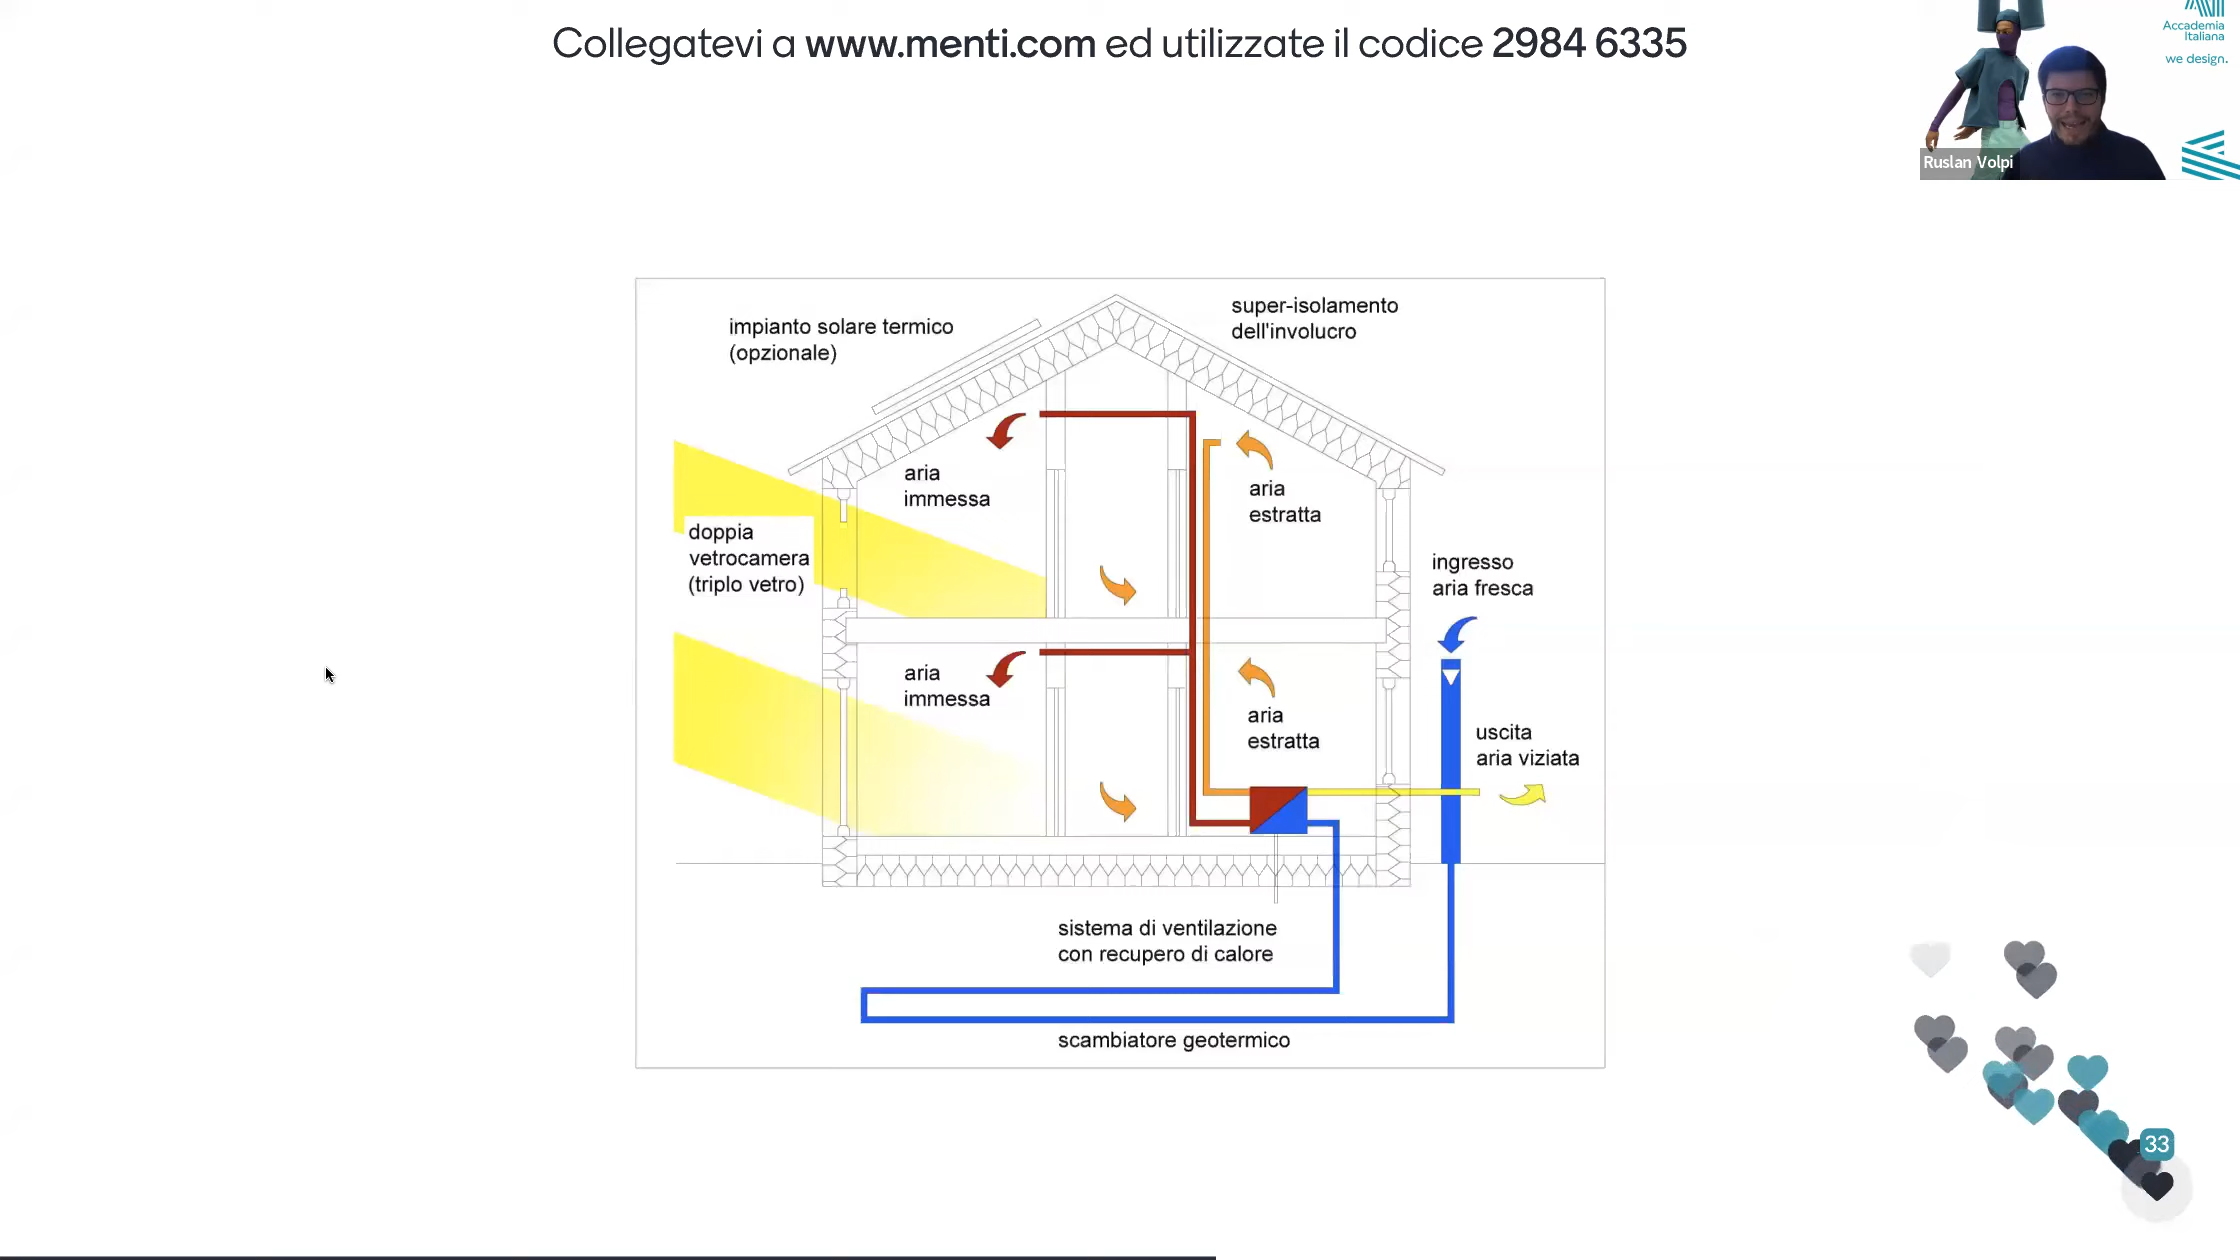 Collegatevi a www.menti.com ed utilizzate il codice 2984 6335
Accademia
Italiana
we design.
Ruslan Volpi
impianto solare termico
(opzionale)
super-isolamento
dell'involucro
aria
immessa
aria
estratta
doppia
vetrocamera
(triplo vetro)
ingresso
aria fresca
aria
immessa
aria
estratta
uscita
aria viziata
sistema di ventilazione
con recupero di calore
scambiatore geotermico
33